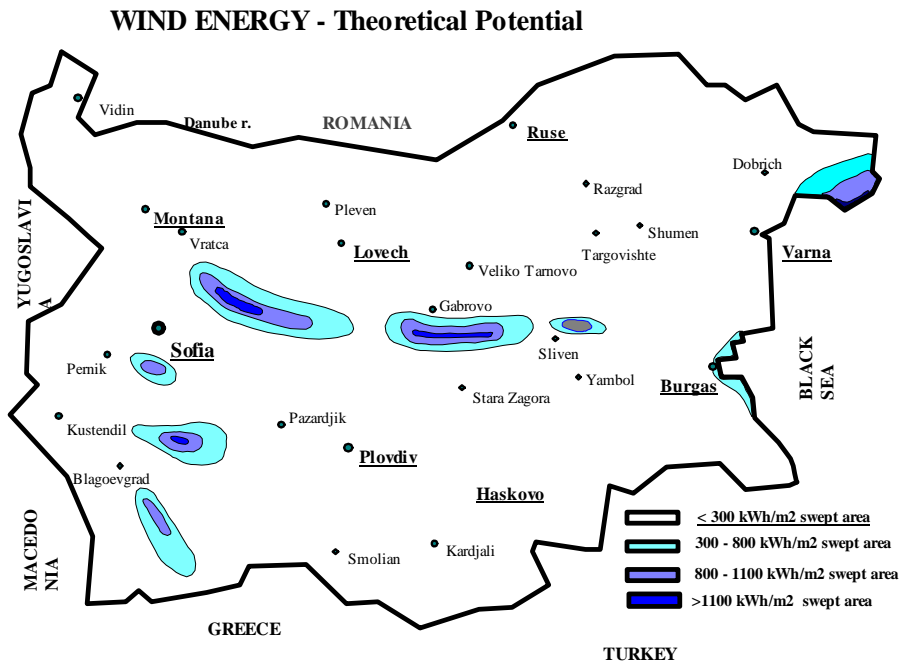 WIND ENERGY - Theoretical Potential
Vidin
Danube r.
ROMANIA
Ruse
Dobrich
Razgrad
Pleven
Montana
Shumen
Vratca
Lovech
Targovishte
Varna
YUGOSLAVI
A
Veliko Tarnovo
Gabrovo
Sofia
Sliven
Pernik
BLACK
SEA
Yambol
Burgas
Stara Zagora
Kustendil
Pazardjik
Plovdiv
Blagoevgrad
Haskovo
MACEDO
NIA
Smolian
Kardjali
< 300 kWh/m2 swept area
300 - 800 kWh/m2 swept area
800 - 1100 kWh/m2 swept area
>1100 kWh/m2 swept area
GREECE
TURKEY